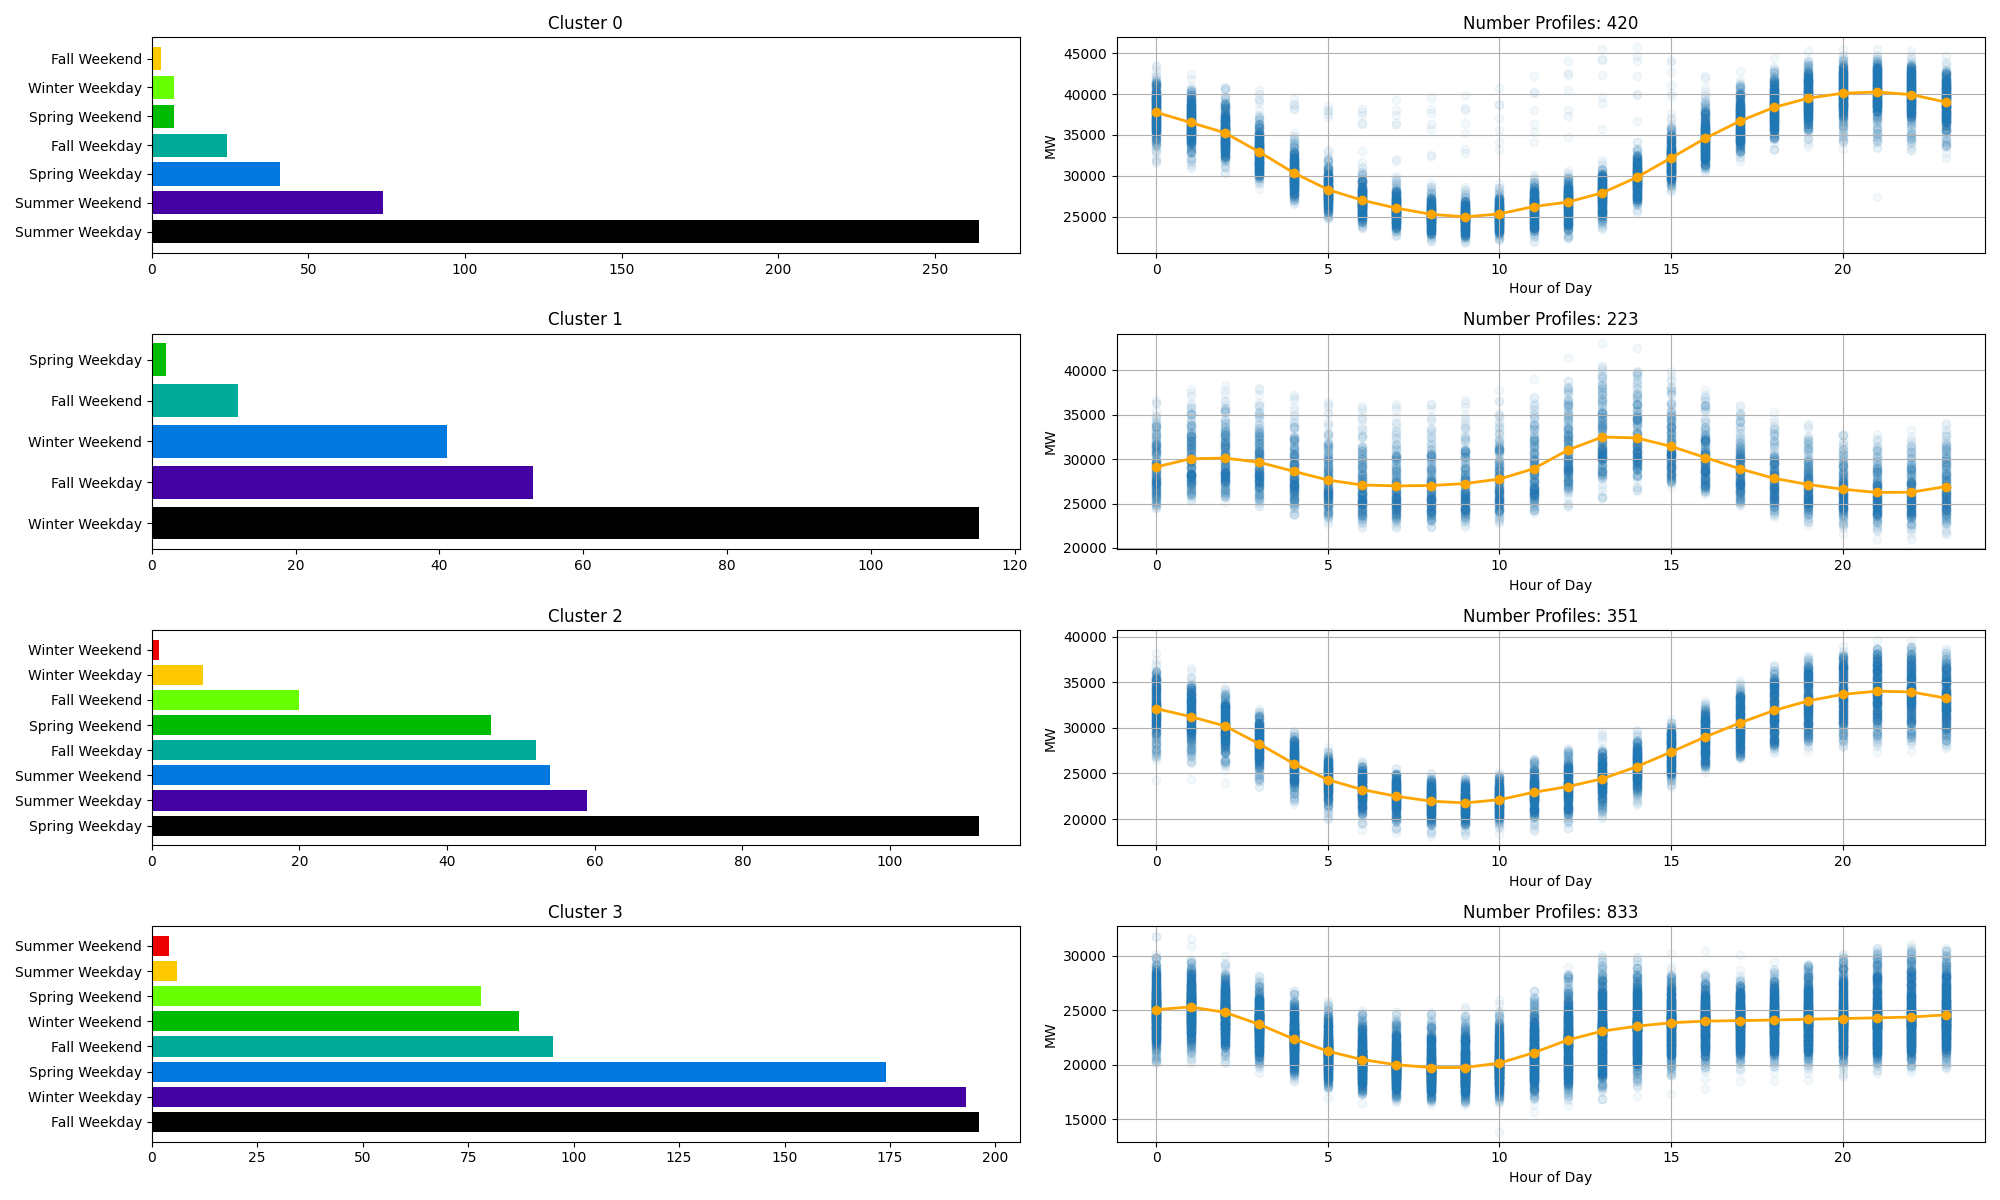 Cluster 0
Fall Weekend
Winter Weekday
Spring Weekend
Fall Weekday
Spring Weekday
Summer Weekend
Summer Weekday
0 50 100 150 200 250
Number Profiles: 420
MW
45000
40000
35000
30000
25000
0 5 10 15 20
Hour of Day
Cluster 1
Spring Weekday
Fall Weekend
Winter Weekend
Fall Weekday
Winter Weekday
0 20 40 60 80 100 120
Number Profiles: 223
MW
40000
35000
30000
25000
20000
0 5 10 15 20
Hour of Day
Cluster 2
Winter Weekend
Winter Weekday
Fall Weekend
Spring Weekend
Fall Weekday
Summer Weekend
Summer Weekday
Spring Weekday
0 20 40 60 80 100
Number Profiles: 351
MW
40000
35000
30000
25000
20000
0 5 10 15 20
Hour of Day
Cluster 3
Summer Weekend
Summer Weekday
Spring Weekend
Winter Weekend
Fall Weekend
Spring Weekday
Winter Weekday
Fall Weekday
0 25 50 75 100 125 150 175 200
Number Profiles: 833
MW
30000
25000
20000
15000
0 5 10 15 20
Hour of Day